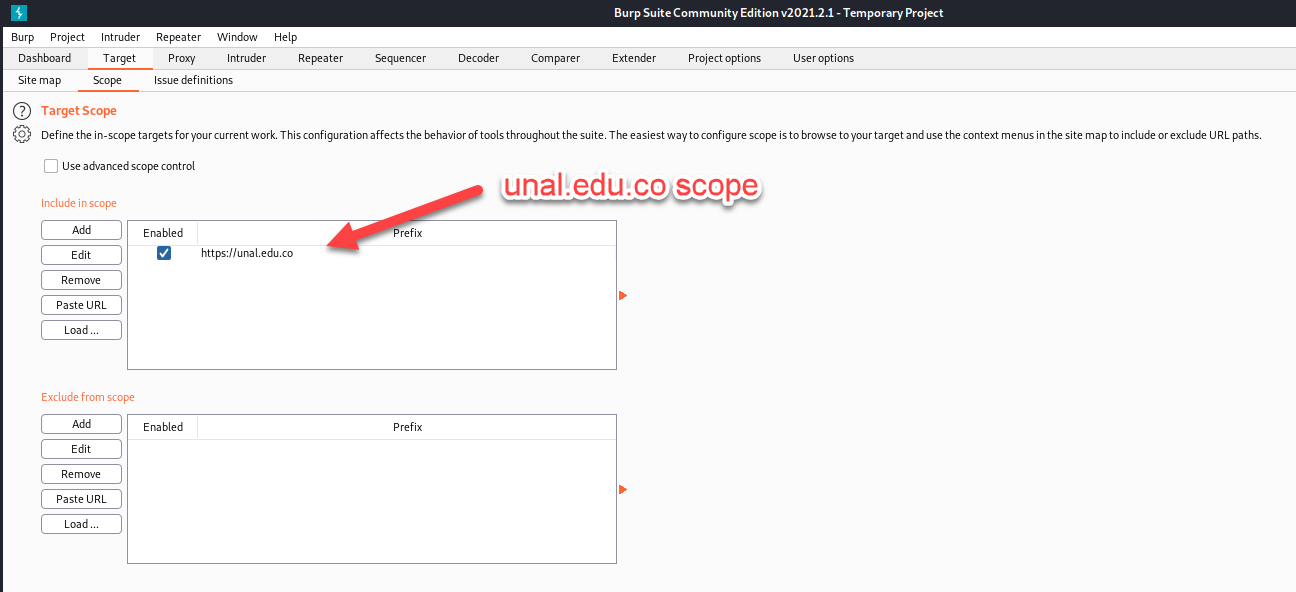 Burp Suite Community Edition v2021.2.1 - Temporary Project
Burp Project Intruder Repeater Window Help
Dashboard Target Proxy Intruder Repeater Sequencer Decoder Comparer Extender Project options User options
Site map Scope Issue definitions
? Target Scope
Define the in-scope targets for your current work. This configuration affects the behavior of tools throughout the suite. The easiest way to configure scope is to browse to your target and use the context menus in the site map to include or exclude URL paths.
Use advanced scope control
unal.edu.co scope
Include in scope
Add
Enabled Prefix
Edit
https://unal.edu.co
Remove
Paste URL
Load ...
Exclude from scope
Add
Enabled Prefix
Edit
Remove
Paste URL
Load ...